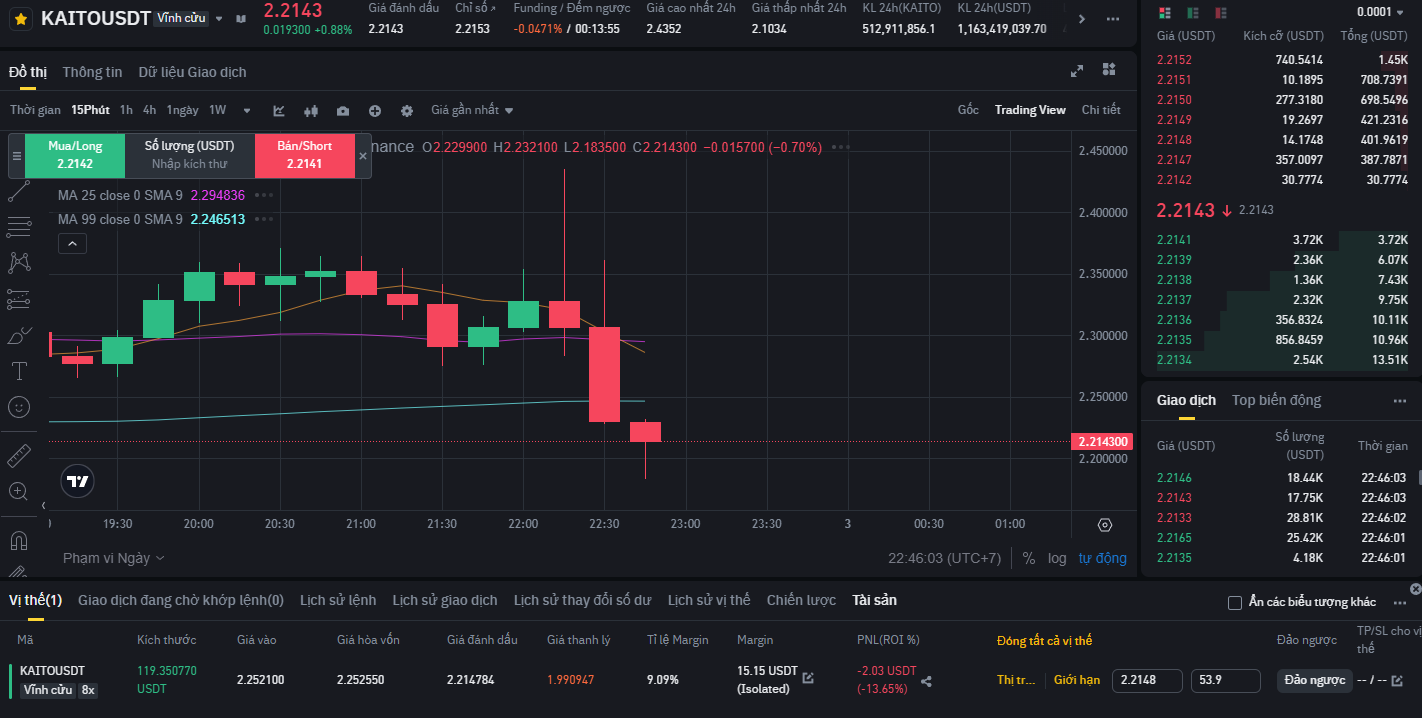 KAITOUSDT Vĩnh cửu
2.2143
0.019300 +0.88%
Giá đánh dấu
2.2143
Chỉ số
2.2153
Funding / Đếm ngược
-0.0471% / 00:13:55
Giá cao nhất 24h
2.4352
Giá thấp nhất 24h
2.1034
KL 24h(KAITO)
512,911,856.1
KL 24h(USDT)
1,163,419,039.70
Đồ thị Thông tin Dữ liệu Giao dịch
Thời gian 15Phút 1h 4h 1ngày 1W Giá gần nhất Gốc Trading View Chi tiết
Mua/Long
2.2142
Số lượng (USDT)
Nhập kích thư
Bán/Short
2.2141
nance O2.229900 H2.232100 L2.183500 C2.214300 −0.015700 (−0.70%)
MA 25 close 0 SMA 9 2.294836
MA 99 close 0 SMA 9 2.246513
2.450000
2.400000
2.350000
2.300000
2.250000
2.214300
2.200000
19:30 20:00 20:30 21:00 21:30 22:00 22:30 23:00 23:30 3 00:30 01:00
Phạm vi Ngày 22:46:03 (UTC+7) % log tự động
0.0001
Giá (USDT) Kích cỡ (USDT) Tổng (USDT)
2.2152 740.5414 1.45K
2.2151 10.1895 708.7391
2.2150 277.3180 698.5496
2.2149 19.2697 421.2316
2.2148 14.1748 401.9619
2.2147 357.0097 387.7871
2.2142 30.7774 30.7774
2.2143 ↓ 2.2143
2.2141 3.72K 3.72K
2.2139 2.36K 6.07K
2.2138 1.36K 7.43K
2.2137 2.32K 9.75K
2.2136 356.8324 10.11K
2.2135 856.8459 10.96K
2.2134 2.54K 13.51K
Giao dịch Top biến động
Giá (USDT) Số lượng (USDT) Thời gian
2.2146 18.44K 22:46:03
2.2143 17.75K 22:46:03
2.2133 28.81K 22:46:02
2.2165 25.42K 22:46:01
2.2135 4.18K 22:46:01
Vị thế(1) Giao dịch đang chờ khớp lệnh(0) Lịch sử lệnh Lịch sử giao dịch Lịch sử thay đổi số dư Lịch sử vị thế Chiến lược Tài sản Ẩn các biểu tượng khác
Mã Kích thước Giá vào Giá hòa vốn Giá đánh dấu Giá thanh lý Tỉ lệ Margin Margin PNL(ROI %) Đóng tất cả vị thế Đảo ngược TP/SL cho vị thế
KAITOUSDT
Vĩnh cửu 8x
119.350770
USDT
2.252100 2.252550 2.214784 1.990947 9.09%
15.15 USDT
(Isolated)
-2.03 USDT
(-13.65%)
Thị tr... Giới hạn 2.2148 53.9 Đảo ngược -- / --